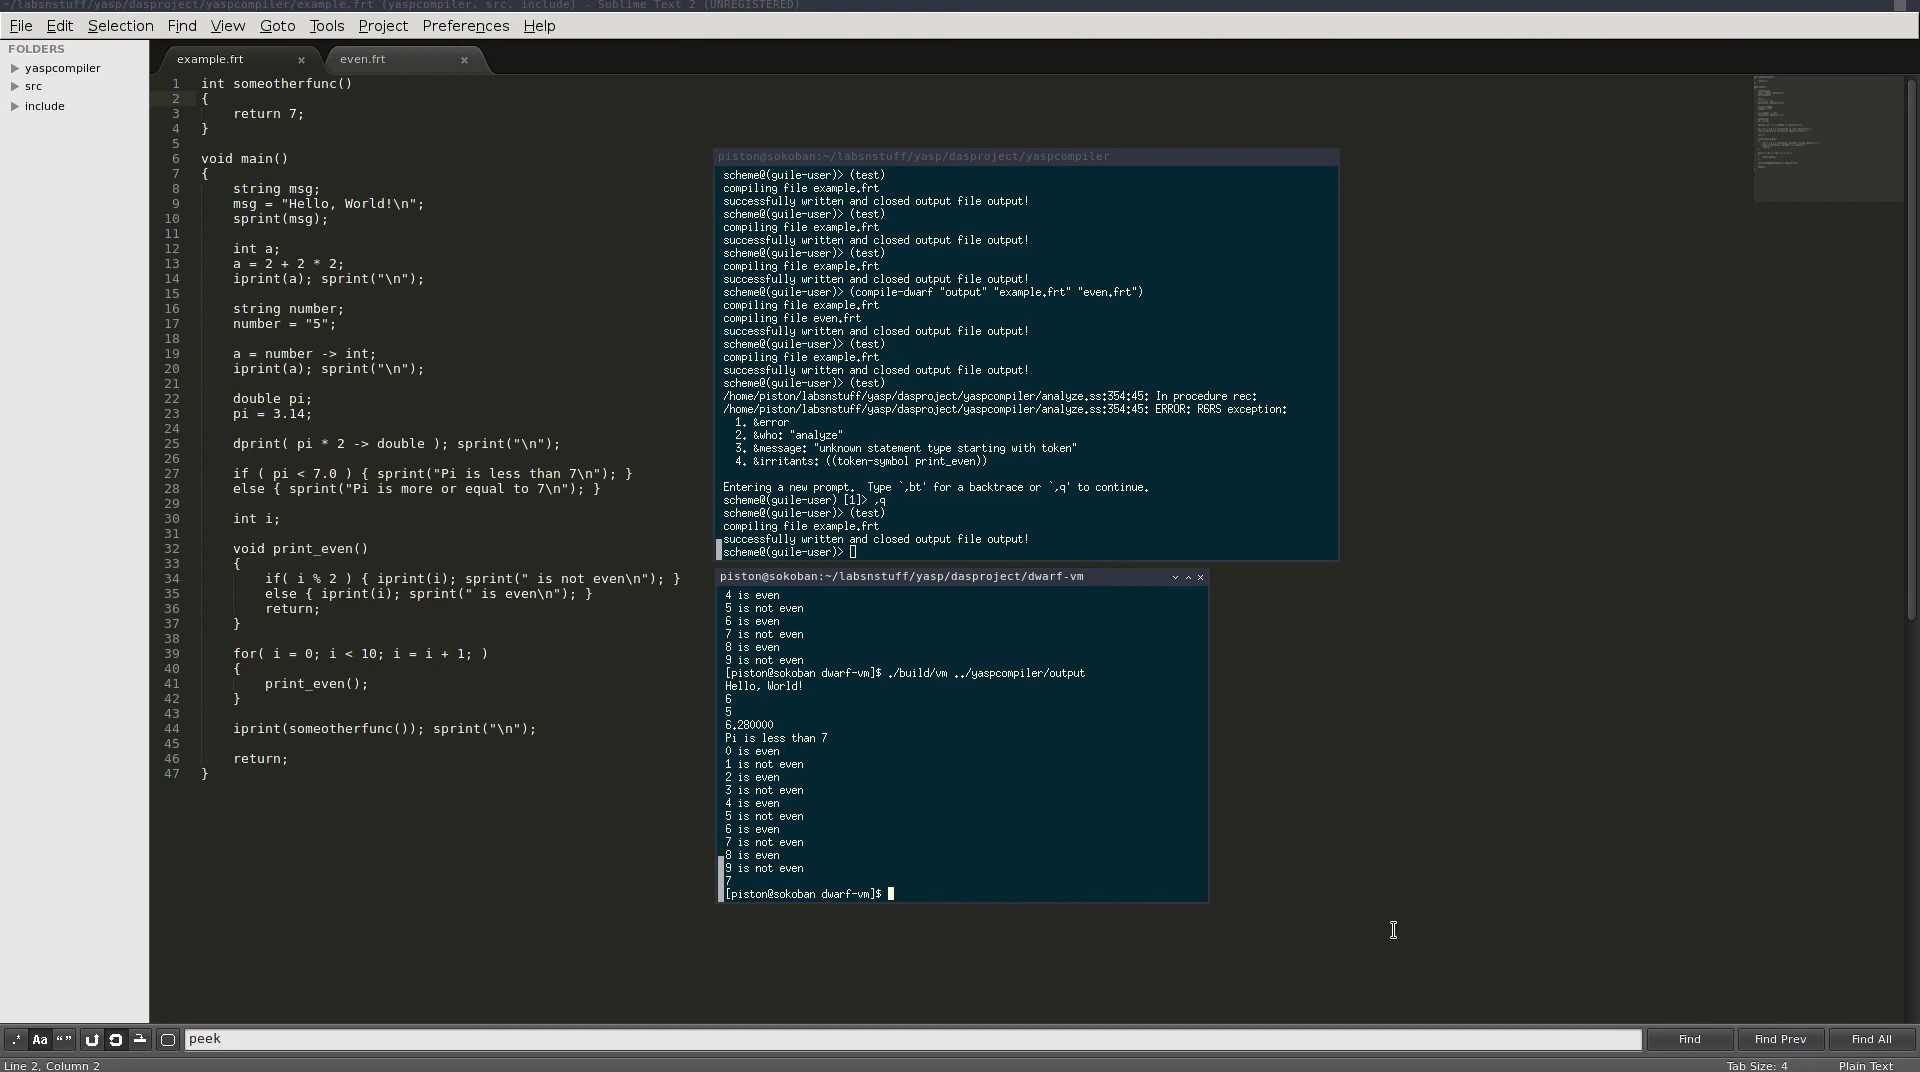 ~/labsnstuff/yasp/dasproject/yaspcompiler/example.frt (yaspcompiler, src, include) - Sublime Text 2 (UNREGISTERED)
File Edit Selection Find View Goto Tools Project Preferences Help
FOLDERS
yaspcompiler
src
include
example.frt × even.frt ×
1 int someotherfunc()
2 {
3 return 7;
4 }
5
6 void main()
7 {
8 string msg;
9 msg = "Hello, World!\n";
10 sprint(msg);
11
12 int a;
13 a = 2 + 2 * 2;
14 iprint(a); sprint("\n");
15
16 string number;
17 number = "5";
18
19 a = number -> int;
20 iprint(a); sprint("\n");
21
22 double pi;
23 pi = 3.14;
24
25 dprint( pi * 2 -> double ); sprint("\n");
26
27 if ( pi < 7.0 ) { sprint("Pi is less than 7\n"); }
28 else { sprint("Pi is more or equal to 7\n"); }
29
30 int i;
31
32 void print_even()
33 {
34 if( i % 2 ) { iprint(i); sprint(" is not even\n"); }
35 else { iprint(i); sprint(" is even\n"); }
36 return;
37 }
38
39 for( i = 0; i < 10; i = i + 1; )
40 {
41 print_even();
42 }
43
44 iprint(someotherfunc()); sprint("\n");
45
46 return;
47 }
piston@sokoban:~/labsnstuff/yasp/dasproject/yaspcompiler
scheme@(guile-user)> (test)
compiling file example.frt
successfully written and closed output file output!
scheme@(guile-user)> (test)
compiling file example.frt
successfully written and closed output file output!
scheme@(guile-user)> (test)
compiling file example.frt
successfully written and closed output file output!
scheme@(guile-user)> (compile-dwarf "output" "example.frt" "even.frt")
compiling file example.frt
compiling file even.frt
successfully written and closed output file output!
scheme@(guile-user)> (test)
compiling file example.frt
successfully written and closed output file output!
scheme@(guile-user)> (test)
/home/piston/labsnstuff/yasp/dasproject/yaspcompiler/analyze.ss:354:45: In procedure rec:
/home/piston/labsnstuff/yasp/dasproject/yaspcompiler/analyze.ss:354:45: ERROR: R6RS exception:
1. &error
2. &who: "analyze"
3. &message: "unknown statement type starting with token"
4. &irritants: ((token-symbol print_even))
Entering a new prompt. Type `,bt' for a backtrace or `,q' to continue.
scheme@(guile-user) [1]> ,q
scheme@(guile-user)> (test)
compiling file example.frt
successfully written and closed output file output!
scheme@(guile-user)>
piston@sokoban:~/labsnstuff/yasp/dasproject/dwarf-vm
4 is even
5 is not even
6 is even
7 is not even
8 is even
9 is not even
[piston@sokoban dwarf-vm]$ ./build/vm ../yaspcompiler/output
Hello, World!
6
5
6.280000
Pi is less than 7
0 is even
1 is not even
2 is even
3 is not even
4 is even
5 is not even
6 is even
7 is not even
8 is even
9 is not even
7
[piston@sokoban dwarf-vm]$
.* Aa “” peek Find Find Prev Find All
Line 2, Column 2 Tab Size: 4 Plain Text